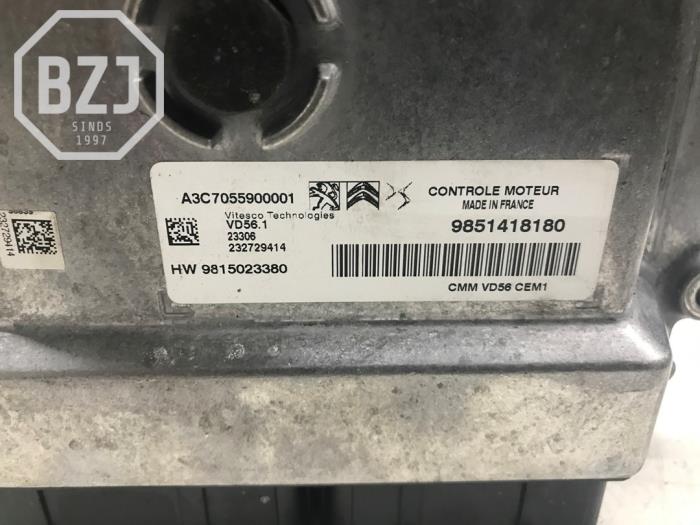 BZJ
SINDS
1997
A3C7055900001
Vitesco Technologies
VD56.1
23306
232729414
HW 9815023380
CONTROLE MOTEUR
MADE IN FRANCE
9851418180
CMM VD56 CEM1
232729414